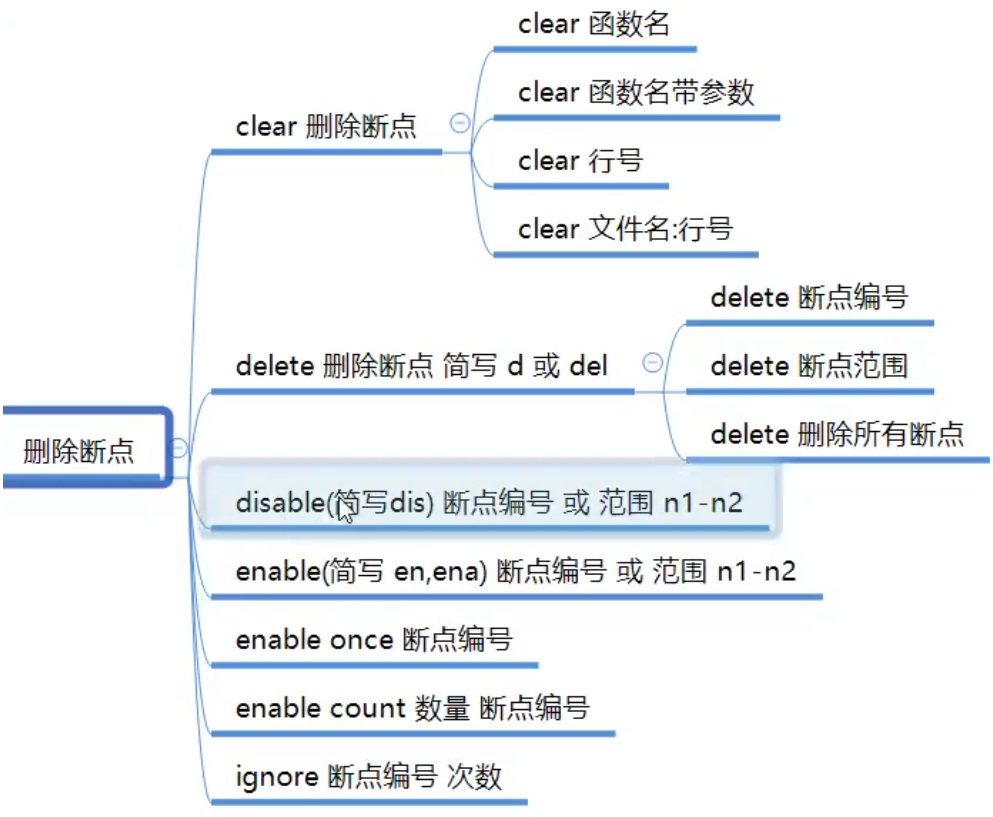 clear 函数名
clear 函数名带参数
clear 删除断点
clear 行号
clear 文件名:行号
delete 断点编号
delete 删除断点 简写 d 或 del
delete 断点范围
delete 删除所有断点
删除断点
disable(简写dis) 断点编号 或 范围 n1-n2
enable(简写 en,ena) 断点编号 或 范围 n1-n2
enable once 断点编号
enable count 数量 断点编号
ignore 断点编号 次数